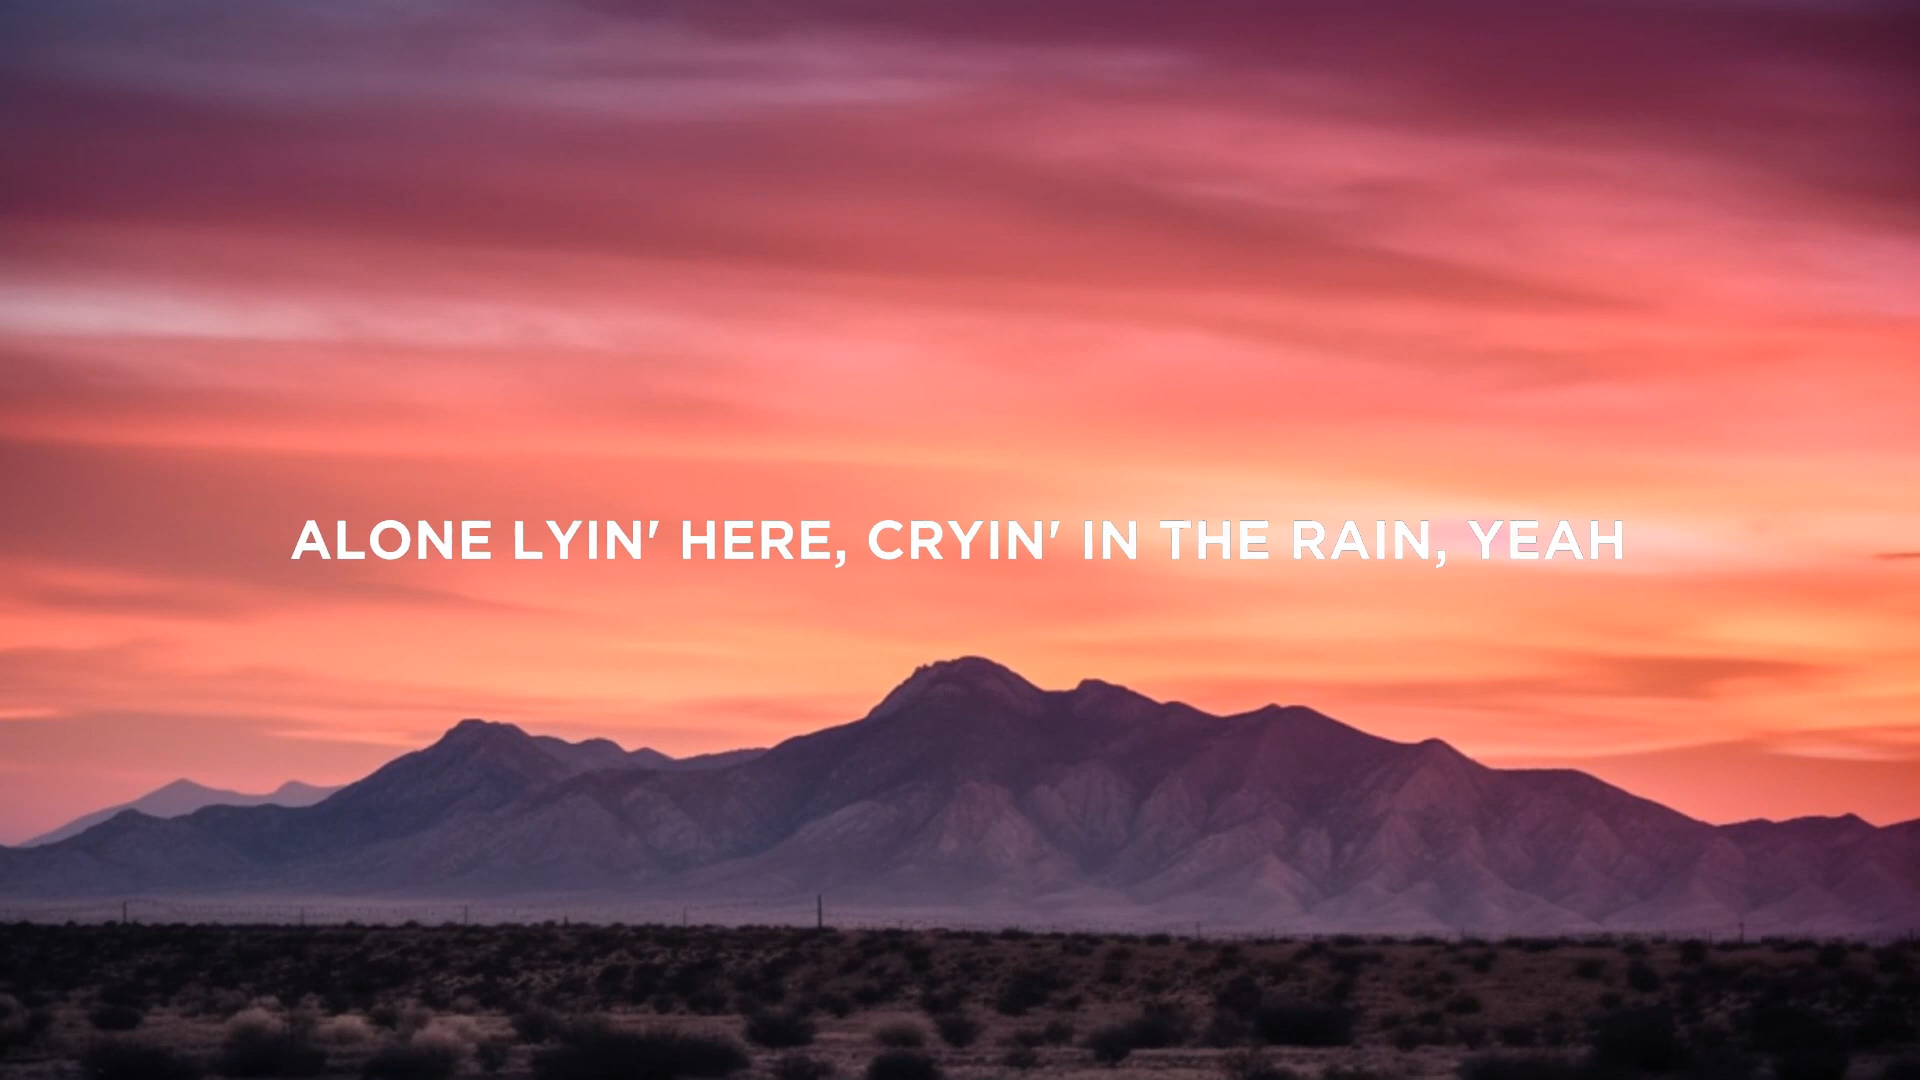 ALONE LYIN' HERE, CRYIN' IN THE RAIN, YEAH